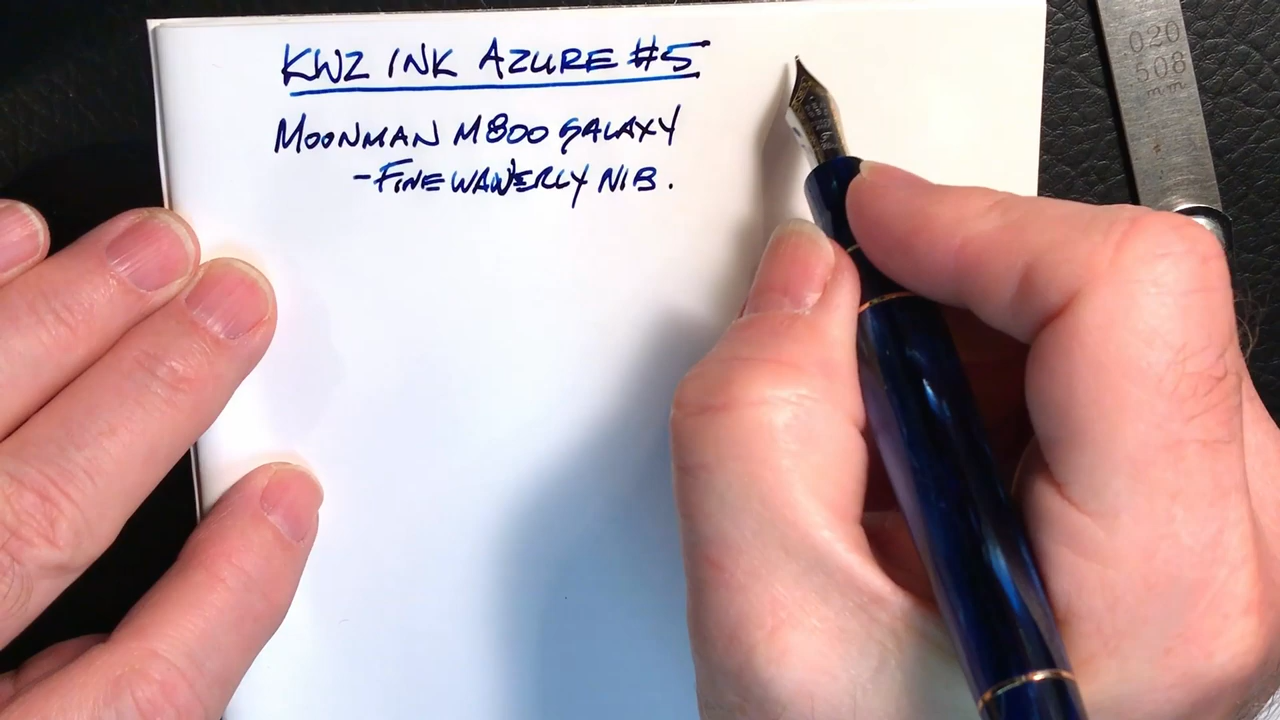 KWZ INK AZURE #5
MOONMAN M800 GALAXY
- FINE WAVERLY NIB.
020
508
mm